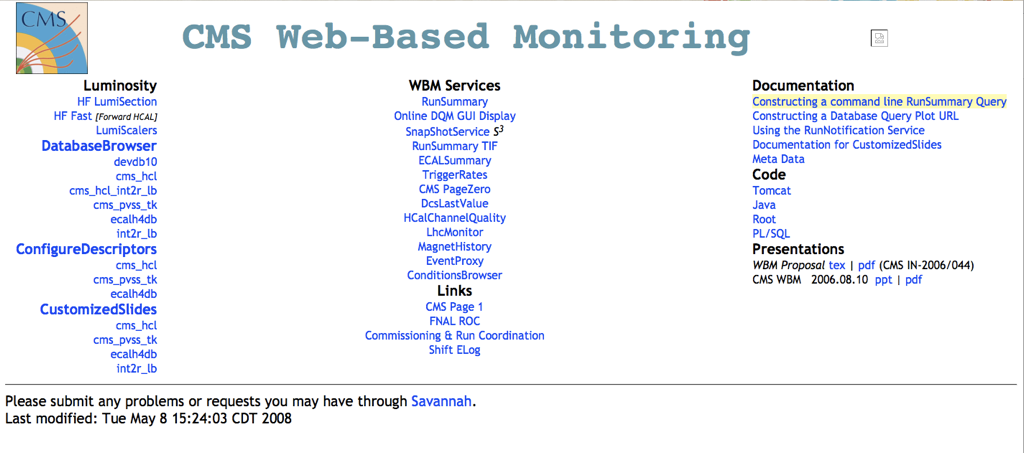 CMS
CMS Web-Based Monitoring
Luminosity
HF LumiSection
HF Fast [Forward HCAL]
LumiScalers
DatabaseBrowser
devdb10
cms_hcl
cms_hcl_int2r_lb
cms_pvss_tk
ecalh4db
int2r_lb
ConfigureDescriptors
cms_hcl
cms_pvss_tk
ecalh4db
CustomizedSlides
cms_hcl
cms_pvss_tk
ecalh4db
int2r_lb
WBM Services
RunSummary
Online DQM GUI Display
SnapShotService S³
RunSummary TIF
ECALSummary
TriggerRates
CMS PageZero
DcsLastValue
HCalChannelQuality
LhcMonitor
MagnetHistory
EventProxy
ConditionsBrowser
Links
CMS Page 1
FNAL ROC
Commissioning & Run Coordination
Shift ELog
Documentation
Constructing a command line RunSummary Query
Constructing a Database Query Plot URL
Using the RunNotification Service
Documentation for CustomizedSlides
Meta Data
Code
Tomcat
Java
Root
PL/SQL
Presentations
WBM Proposal tex | pdf (CMS IN-2006/044)
CMS WBM 2006.08.10 ppt | pdf
Please submit any problems or requests you may have through Savannah.
Last modified: Tue May 8 15:24:03 CDT 2008